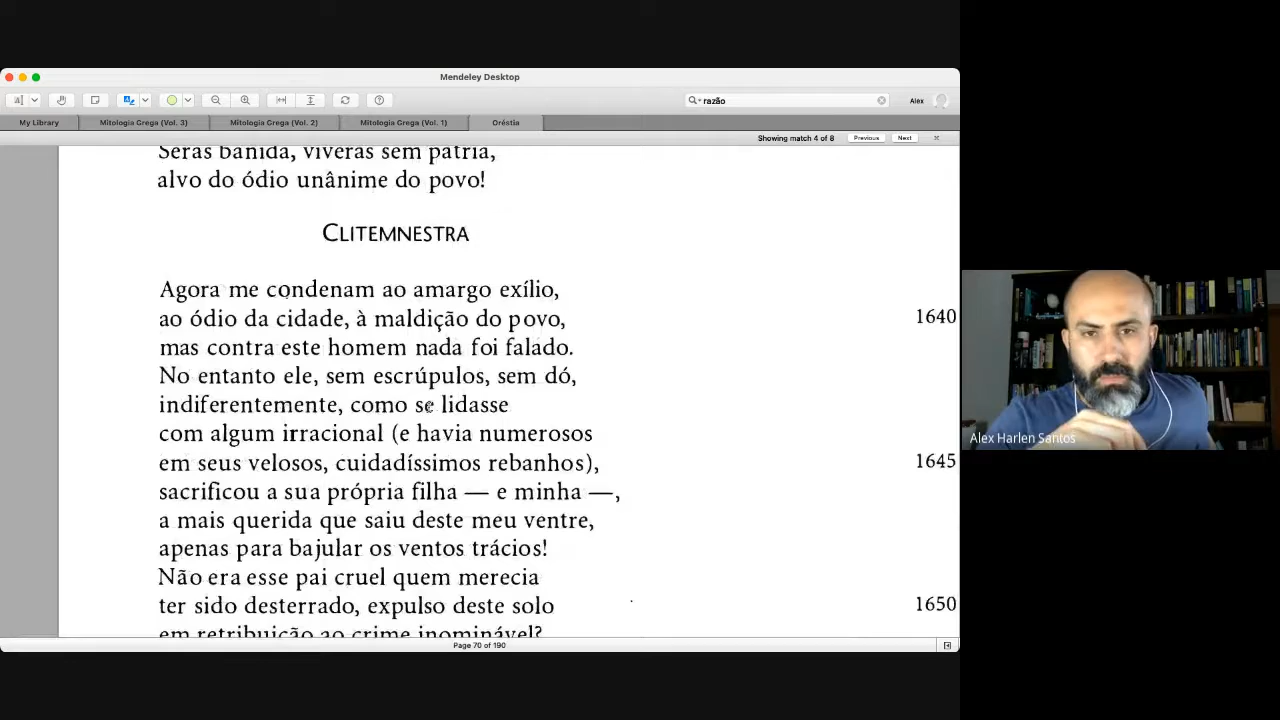 Mendeley Desktop
razão
Alex
My Library
Mitologia Grega (Vol. 3)
Mitologia Grega (Vol. 2)
Mitologia Grega (Vol. 1)
Oréstia
Showing match 4 of 8
Previous
Next
Serás banida, viverás sem pátria,
alvo do ódio unânime do povo!
CLITEMNESTRA
Agora me condenam ao amargo exílio,
ao ódio da cidade, à maldição do povo,
1640
mas contra este homem nada foi falado.
No entanto ele, sem escrúpulos, sem dó,
indiferentemente, como se lidasse
com algum irracional (e havia numerosos
em seus velosos, cuidadíssimos rebanhos),
1645
sacrificou a sua própria filha — e minha —,
a mais querida que saiu deste meu ventre,
apenas para bajular os ventos trácios!
Não era esse pai cruel quem merecia
ter sido desterrado, expulso deste solo
1650
em retribuição ao crime inominável?
Page 70 of 190
Alex Harlen Santos